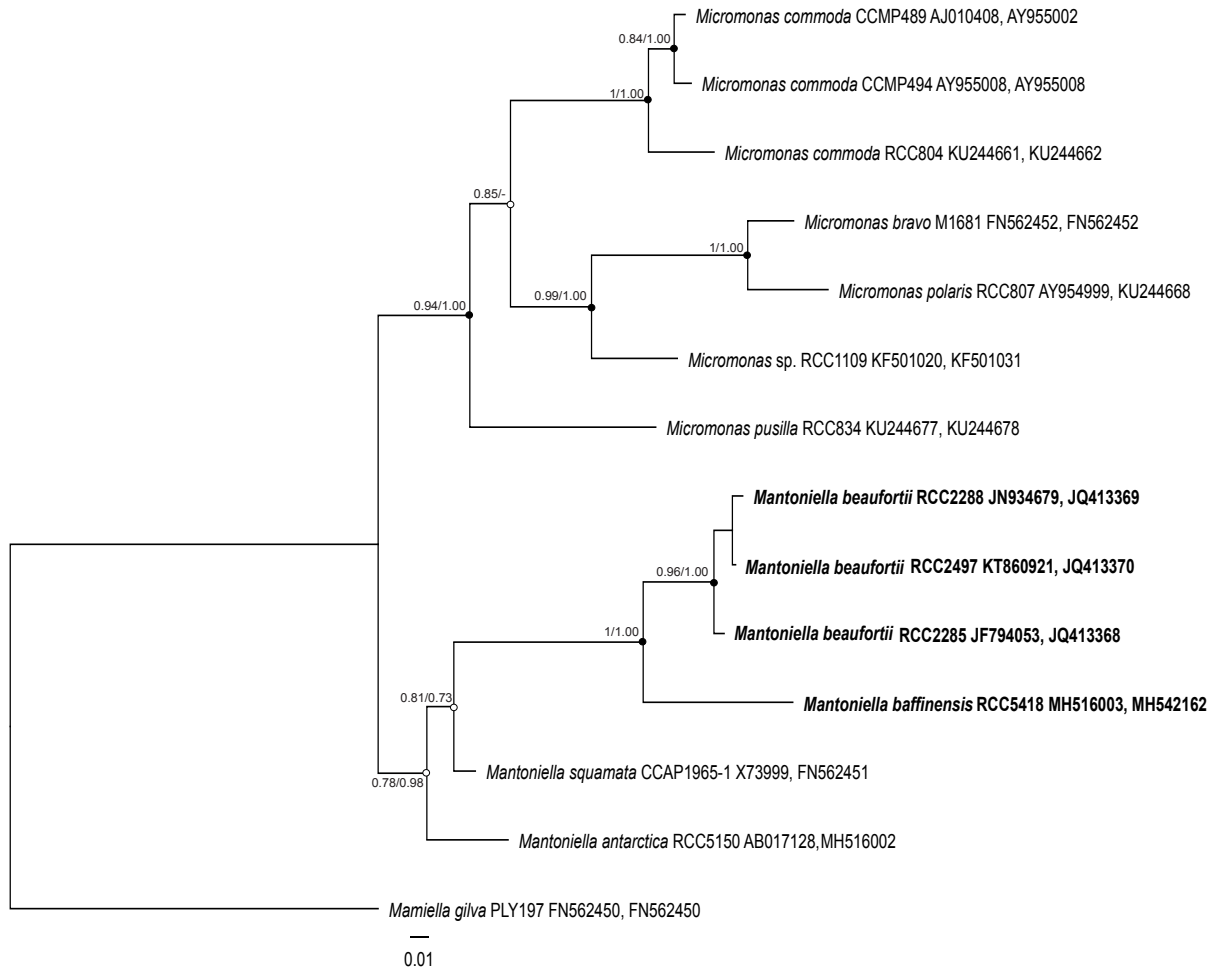 Micromonas commoda CCMP489 AJ010408, AY955002
0.84/1.00
Micromonas commoda CCMP494 AY955008, AY955008
1/1.00
Micromonas commoda RCC804 KU244661, KU244662
0.85/-
Micromonas bravo M1681 FN562452, FN562452
1/1.00
Micromonas polaris RCC807 AY954999, KU244668
0.99/1.00
0.94/1.00
Micromonas sp. RCC1109 KF501020, KF501031
Micromonas pusilla RCC834 KU244677, KU244678
Mantoniella beaufortii RCC2288 JN934679, JQ413369
Mantoniella beaufortii RCC2497 KT860921, JQ413370
0.96/1.00
Mantoniella beaufortii RCC2285 JF794053, JQ413368
1/1.00
Mantoniella baffinensis RCC5418 MH516003, MH542162
0.81/0.73
Mantoniella squamata CCAP1965-1 X73999, FN562451
0.78/0.98
Mantoniella antarctica RCC5150 AB017128,MH516002
Mamiella gilva PLY197 FN562450, FN562450
0.01